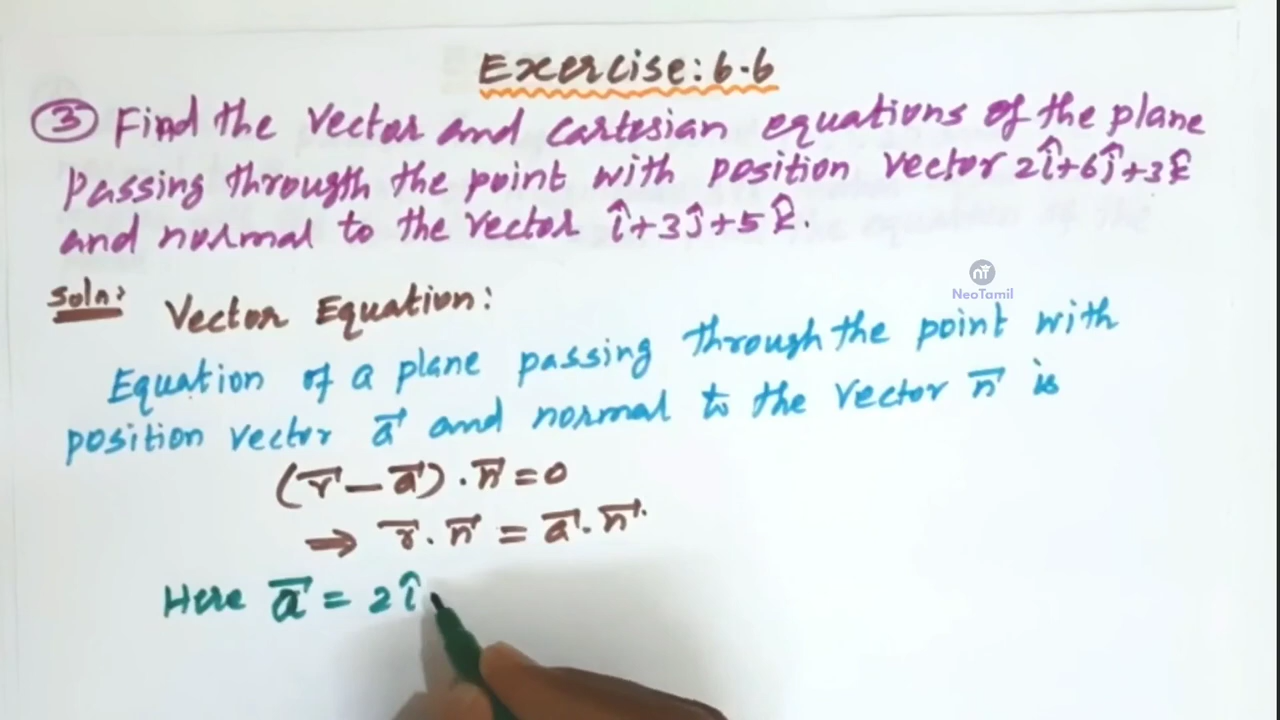 Exercise: 6.6
③ Find the vector and cartesian equations of the plane
passing through the point with position vector 2î+6ĵ+3k̂
and normal to the vector î+3ĵ+5k̂.
Soln: Vector Equation:
NeoTamil
Equation of a plane passing through the point with
position vector a⃗ and normal to the vector n⃗ is
(r⃗ – a⃗) · n⃗ = 0
⇒ r⃗ · n⃗ = a⃗ · n⃗.
Here a⃗ = 2î